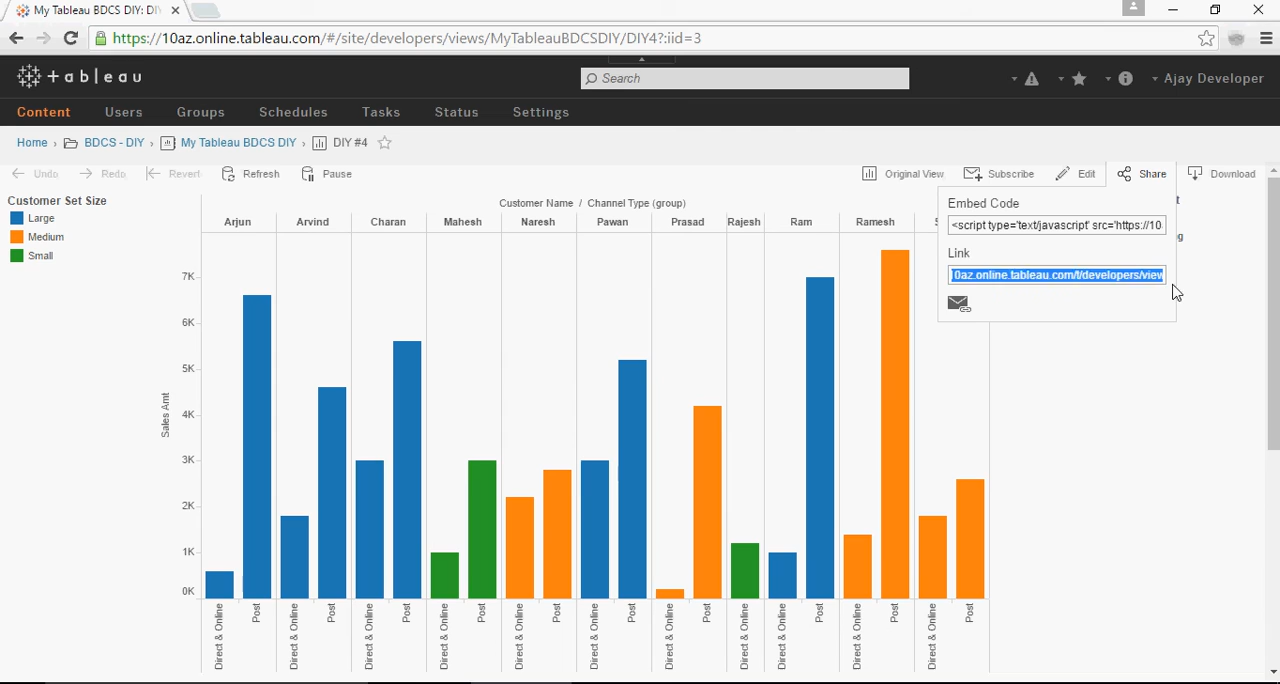 My Tableau BDCS DIY: DI
https://10az.online.tableau.com/#/site/developers/views/MyTableauBDCSDIY/DIY4?:iid=3
+ableau
Search
Ajay Developer
Content Users Groups Schedules Tasks Status Settings
Home › BDCS - DIY › My Tableau BDCS DIY › DIY #4
Undo Redo Revert Refresh Pause Original View Subscribe Edit Share Download
Customer Set Size
Large
Medium
Small
Customer Name / Channel Type (group)
Arjun Arvind Charan Mahesh Naresh Pawan Prasad Rajesh Ram Ramesh
Embed Code
<script type='text/javascript' src='https://10
Link
0az.online.tableau.com/t/developers/view
Sales Amt
7K
6K
5K
4K
3K
2K
1K
0K
Direct & Online Post Direct & Online Post Direct & Online Post Direct & Online Post Direct & Online Post Direct & Online Post Direct & Online Post Direct & Online Direct & Online Post Direct & Online Post Direct & Online Post